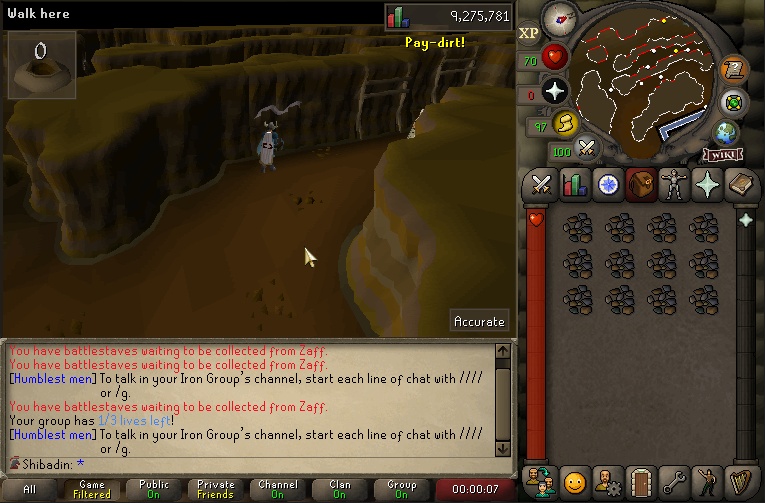 Walk here
9,275,781
Pay-dirt!
0
XP
70
0
97
100
WIKI
Accurate
You have battlestaves waiting to be collected from Zaff.
You have battlestaves waiting to be collected from Zaff.
[Humblest men] To talk in your Iron Group's channel, start each line of chat with ////
or /g.
You have battlestaves waiting to be collected from Zaff.
Your group has 1/3 lives left!
[Humblest men] To talk in your Iron Group's channel, start each line of chat with ////
or /g.
Shibadin: *
All
Game
Filtered
Public
On
Private
Friends
Channel
On
Clan
On
Group
On
00:00:07